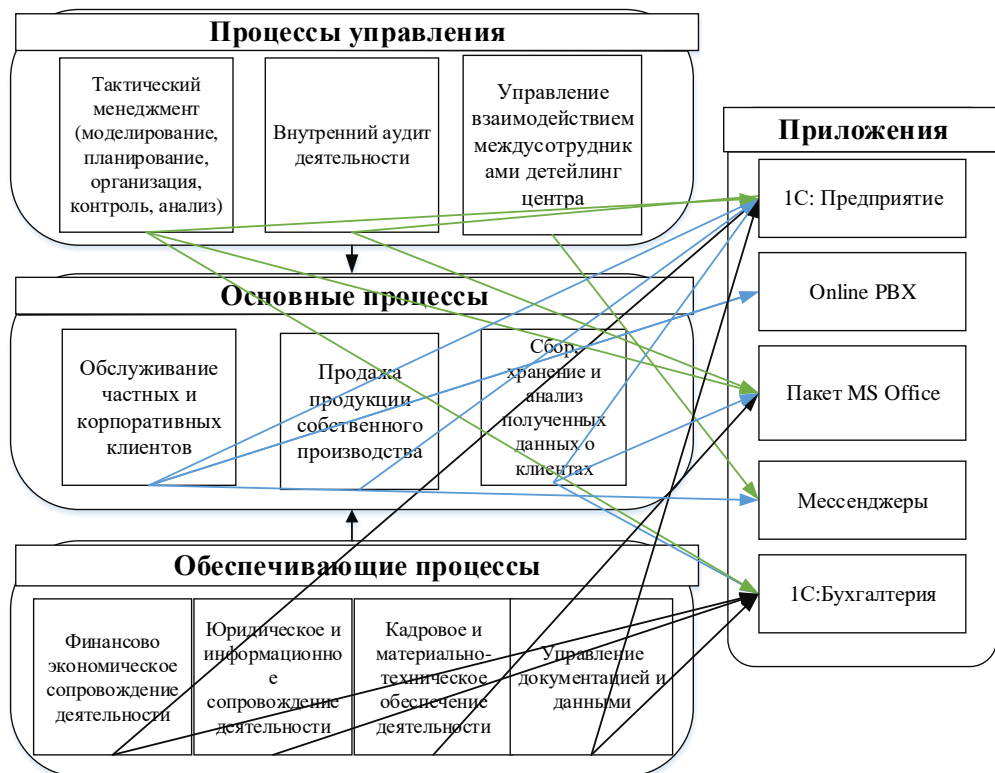 Процессы управления
Тактический
менеджмент
(моделирование,
планирование,
организация,
контроль, анализ)
Внутренний аудит
деятельности
Управление
взаимодействием
междусотрудник
ами детейлинг
центра
Основные процессы
Обслуживание
частных и
корпоративных
клиентов
Продажа
продукции
собственного
производства
Сбор,
хранение и
анализ
полученных
данных о
клиентах
Обеспечивающие процессы
Финансово
экономическое
сопровождение
деятельности
Юридическое и
информационно
е
сопровождение
деятельности
Кадровое и
материально-
техническое
обеспечение
деятельности
Управление
документацией и
данными
Приложения
1С: Предприятие
Online PBX
Пакет MS Office
Мессенджеры
1С:Бухгалтерия